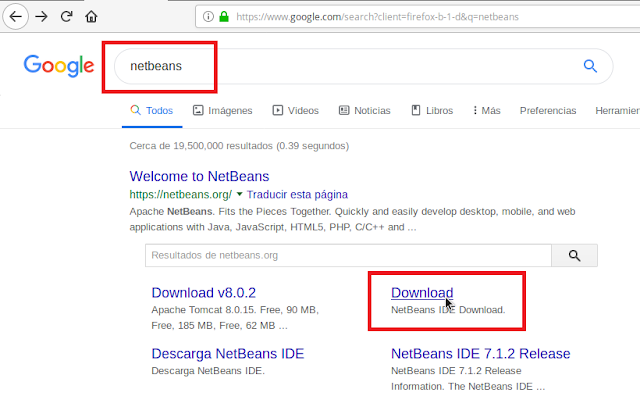 https://www.google.com/search?client=firefox-b-1-d&q=netbeans
Google
netbeans
Todos Imágenes Videos Noticias Libros Más Preferencias Herramien
Cerca de 19,500,000 resultados (0.39 segundos)
Welcome to NetBeans
https://netbeans.org/ Traducir esta página
Apache NetBeans. Fits the Pieces Together. Quickly and easily develop desktop, mobile, and web
applications with Java, JavaScript, HTML5, PHP, C/C++ and ...
Resultados de netbeans.org
Download v8.0.2
Apache Tomcat 8.0.15. Free, 90 MB,
Free, 185 MB, Free, 62 MB ...
Download
NetBeans IDE Download.
Descarga NetBeans IDE
Descarga NetBeans IDE.
NetBeans IDE 7.1.2 Release
NetBeans IDE 7.1.2 Release
Information. The NetBeans IDE ...